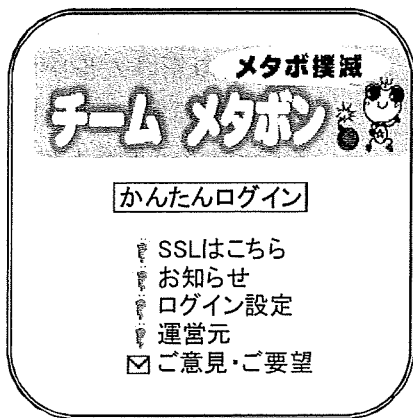 メタボ撲滅
チーム メタボン
かんたんログイン
SSLはこちら
お知らせ
ログイン設定
運営元
ご意見・ご要望